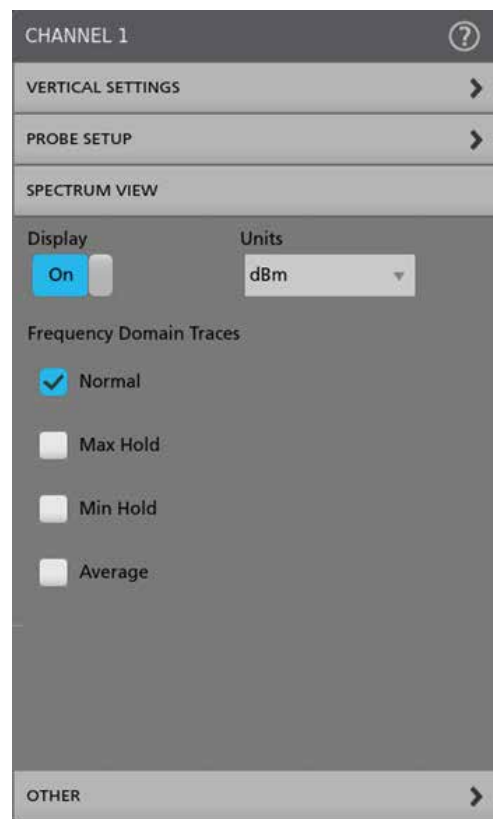 CHANNEL 1
?
VERTICAL SETTINGS
PROBE SETUP
SPECTRUM VIEW
Display Units
On dBm
Frequency Domain Traces
Normal
Max Hold
Min Hold
Average
OTHER